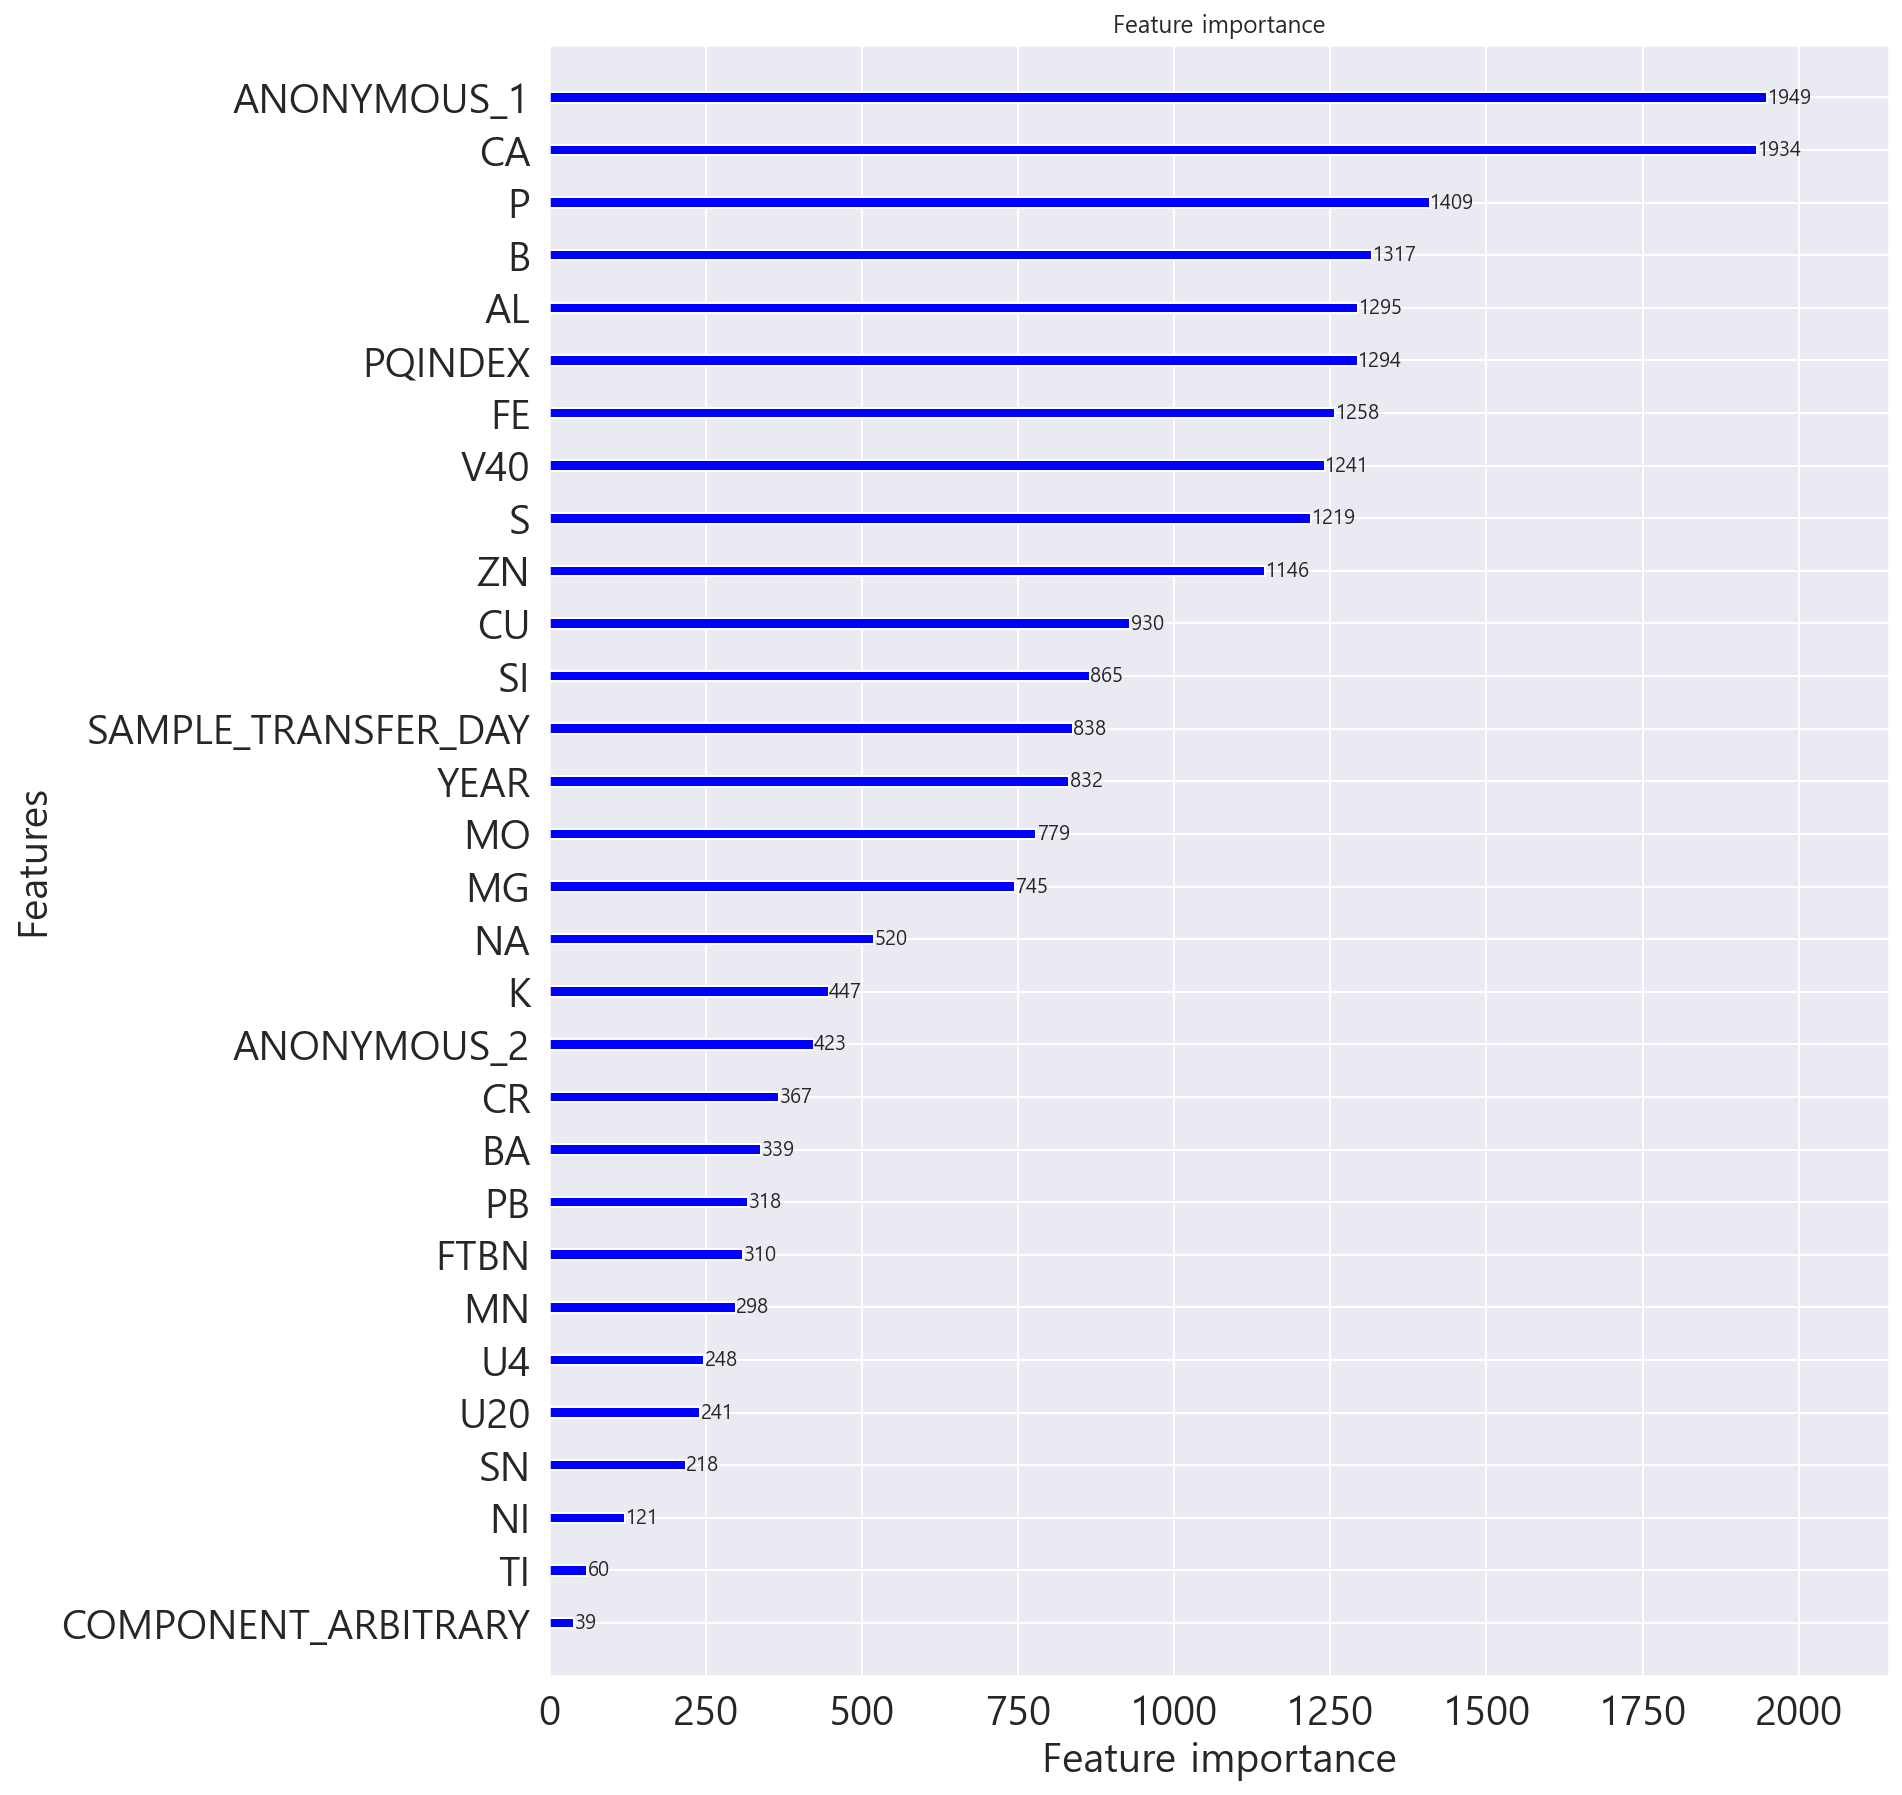 Feature importance
ANONYMOUS_1 1949
CA 1934
P 1409
B 1317
AL 1295
PQINDEX 1294
FE 1258
V40 1241
S 1219
ZN 1146
CU 930
SI 865
SAMPLE_TRANSFER_DAY 838
YEAR 832
MO 779
MG 745
NA 520
K 447
ANONYMOUS_2 423
CR 367
BA 339
PB 318
FTBN 310
MN 298
U4 248
U20 241
SN 218
NI 121
TI 60
COMPONENT_ARBITRARY 39
Features
0 250 500 750 1000 1250 1500 1750 2000
Feature importance